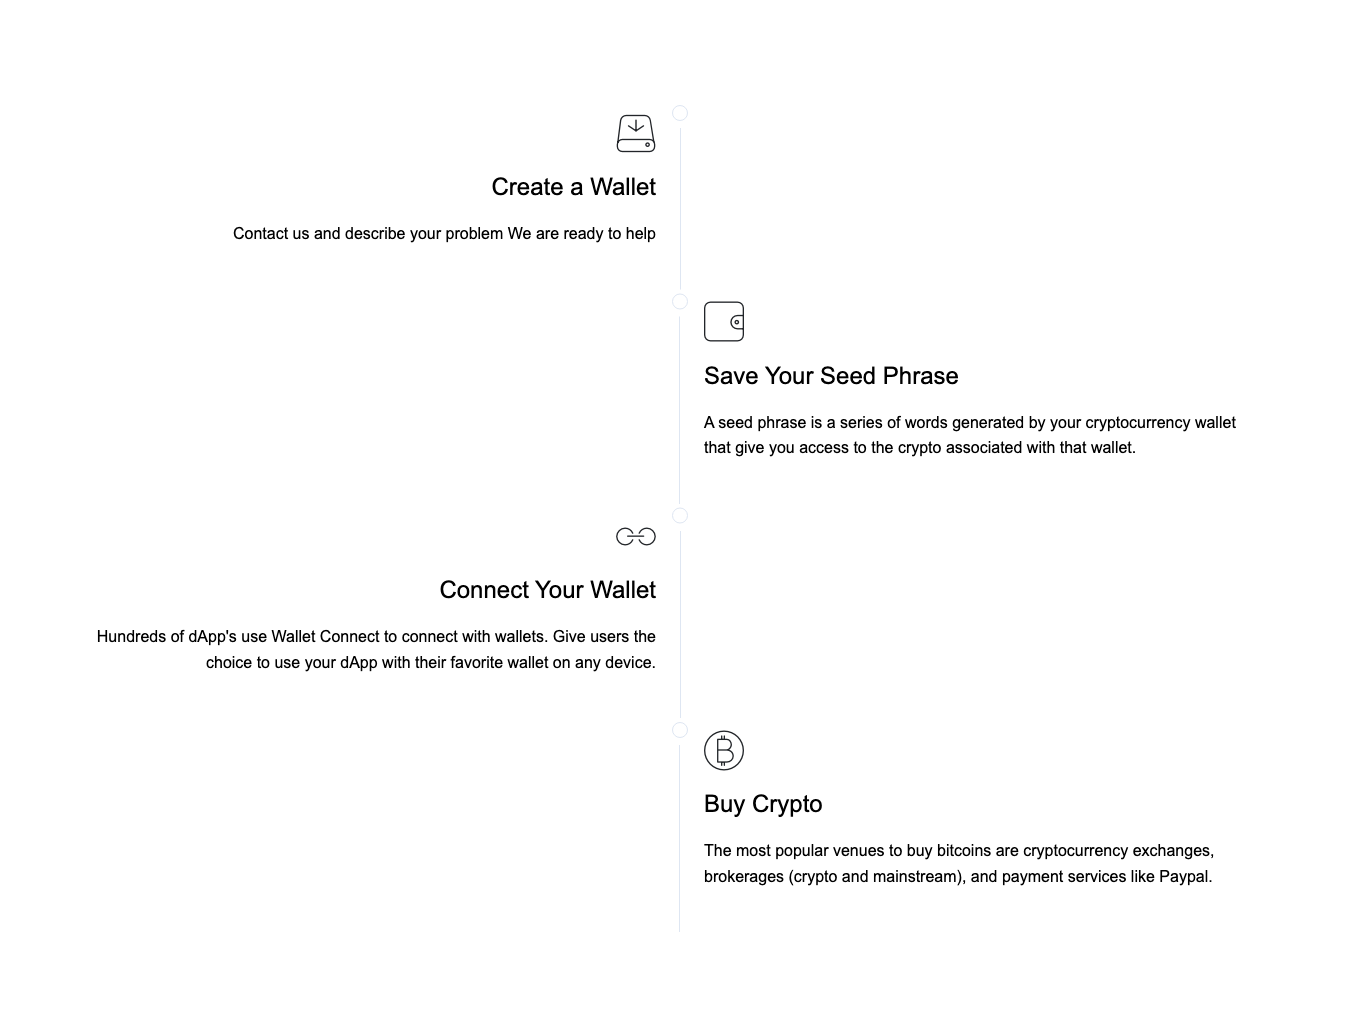 Create a Wallet
Contact us and describe your problem We are ready to help
Save Your Seed Phrase
A seed phrase is a series of words generated by your cryptocurrency wallet
that give you access to the crypto associated with that wallet.
Connect Your Wallet
Hundreds of dApp's use Wallet Connect to connect with wallets. Give users the
choice to use your dApp with their favorite wallet on any device.
Buy Crypto
The most popular venues to buy bitcoins are cryptocurrency exchanges,
brokerages (crypto and mainstream), and payment services like Paypal.